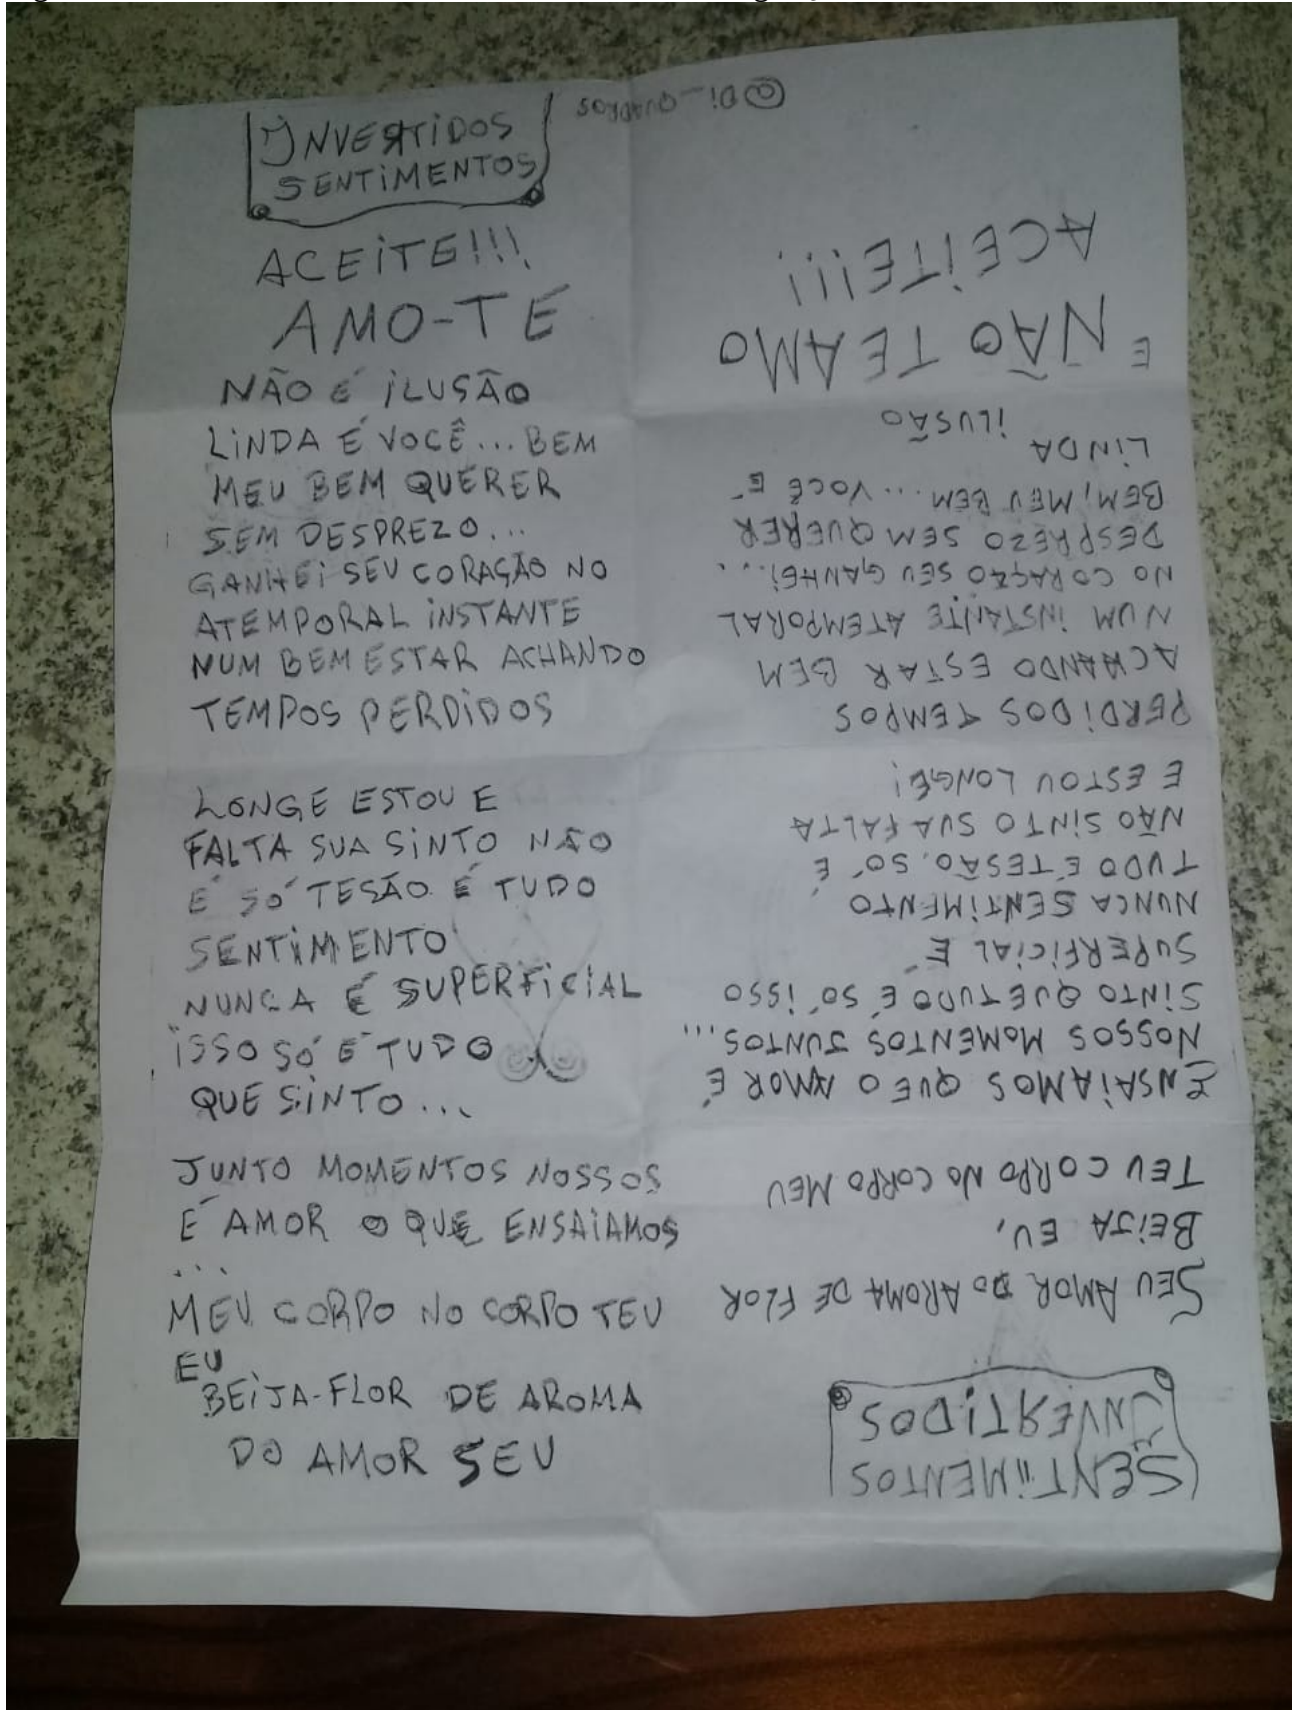 INVERTIDOS
SENTIMENTOS
ACEITE!!!
AMO-TE
NÃO É ILUSÃO
LINDA É VOCÊ... BEM
MEU BEM QUERER
SEM DESPREZO...
GANHEI SEU CORAÇÃO NO
ATEMPORAL INSTANTE
NUM BEM ESTAR ACHANDO
TEMPOS PERDIDOS
LONGE ESTOU E
FALTA SUA SINTO NÃO
É SÓ TESÃO É TUDO
SENTIMENTO
NUNCA É SUPERFICIAL
ISSO SÓ É TUDO
QUE SINTO...
JUNTO MOMENTOS NOSSOS
É AMOR O QUE ENSAIAMOS
...
MEU CORPO NO CORPO TEU
EU
BEIJA-FLOR DE AROMA
DO AMOR SEU
SENTIMENTOS
INVERTIDOS
SEU AMOR DO AROMA DE FLOR
BEIJA EU,
TEU CORPO NO CORPO MEU
ENSAIAMOS QUE O AMOR É
NOSSOS MOMENTOS JUNTOS...
SINTO QUE TUDO É SÓ ISSO
SUPERFICIAL É
NUNCA SENTIMENTO
TUDO É TESÃO, SÓ É
NÃO SINTO SUA FALTA
E ESTOU LONGE!
PERDIDOS TEMPOS
ACHANDO ESTAR BEM
NUM INSTANTE ATEMPORAL
NO CORAÇÃO SEU GANHEI...
DESPREZO SEM QUERER
BEM, MEU BEM... VOCÊ É
LINDA
ILUSÃO
E NÃO TE AMO
ACEITE!!!
@DI_QUADROS